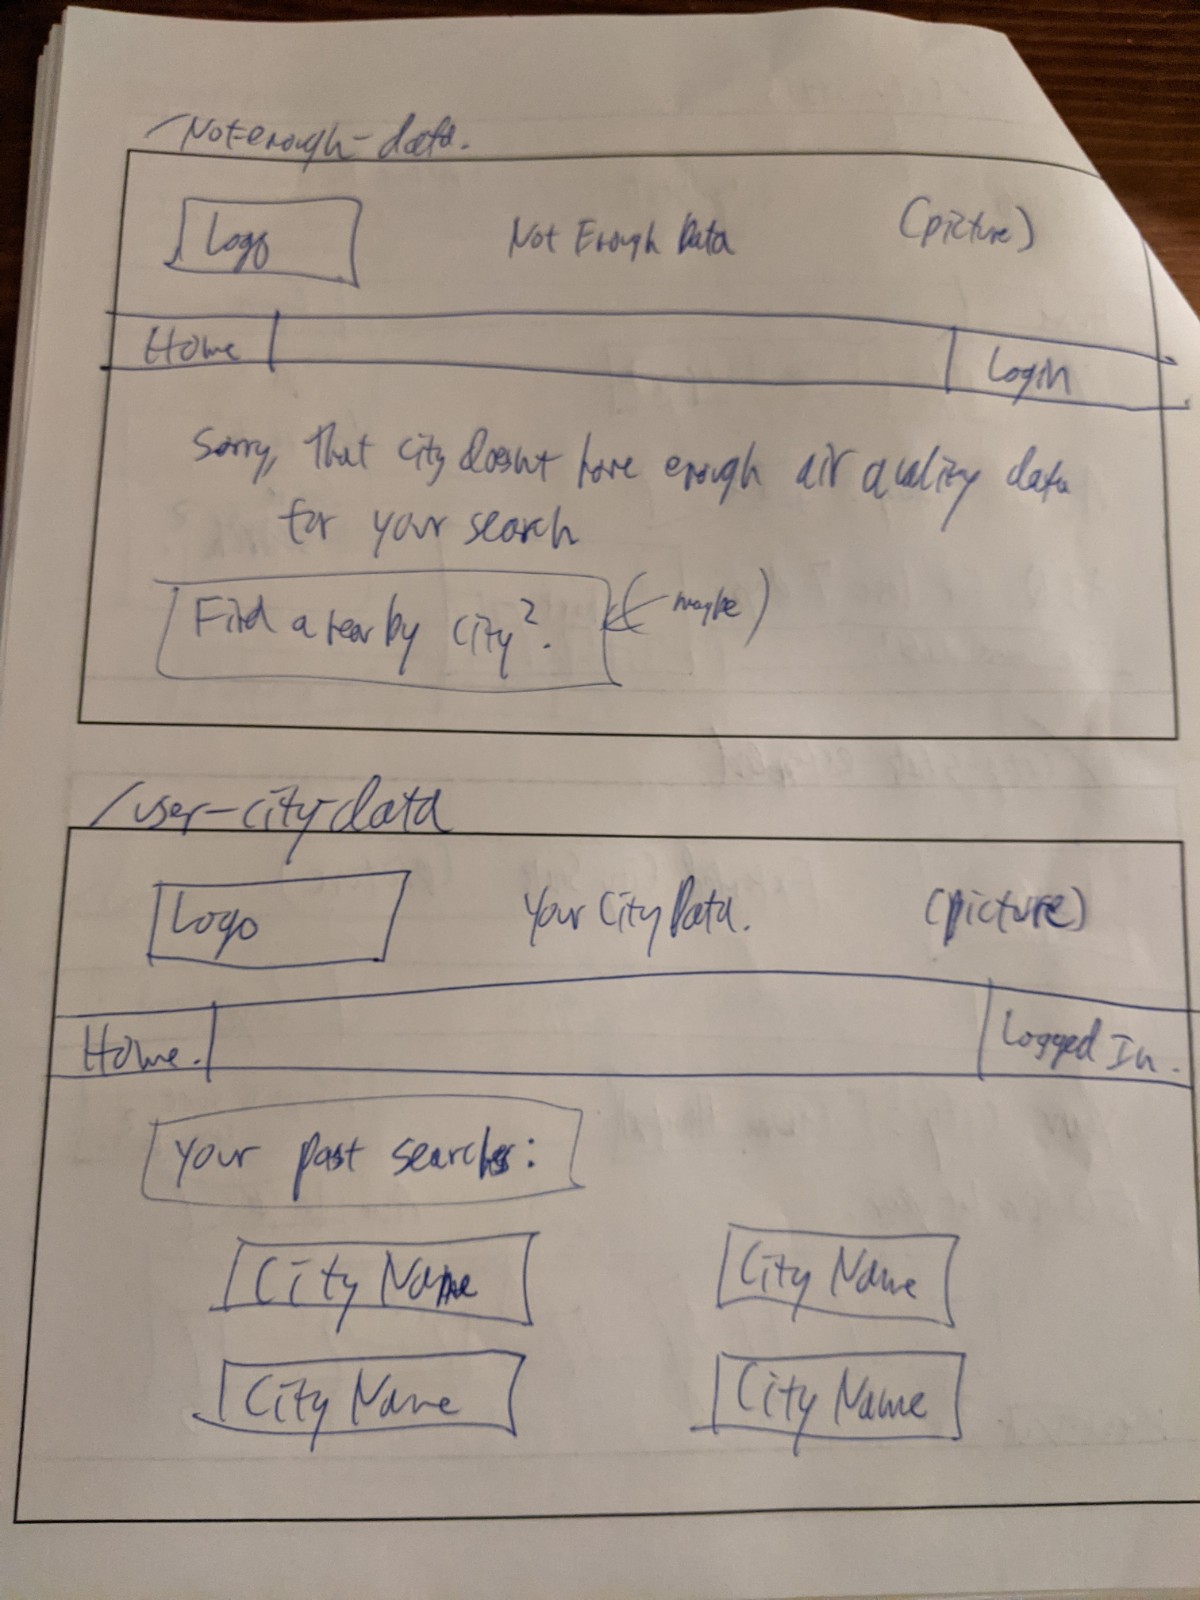 /Not-enough-data.
Logo
Not Enough Data
(picture)
Home
Login
Sorry, that city doesnt have enough air quality data
for your search
Find a nearby city?
(← maybe)
/user-city-data
Logo
Your City Data.
(picture)
Home.
Logged In.
Your past searches:
City Name
City Name
City Name
City Name